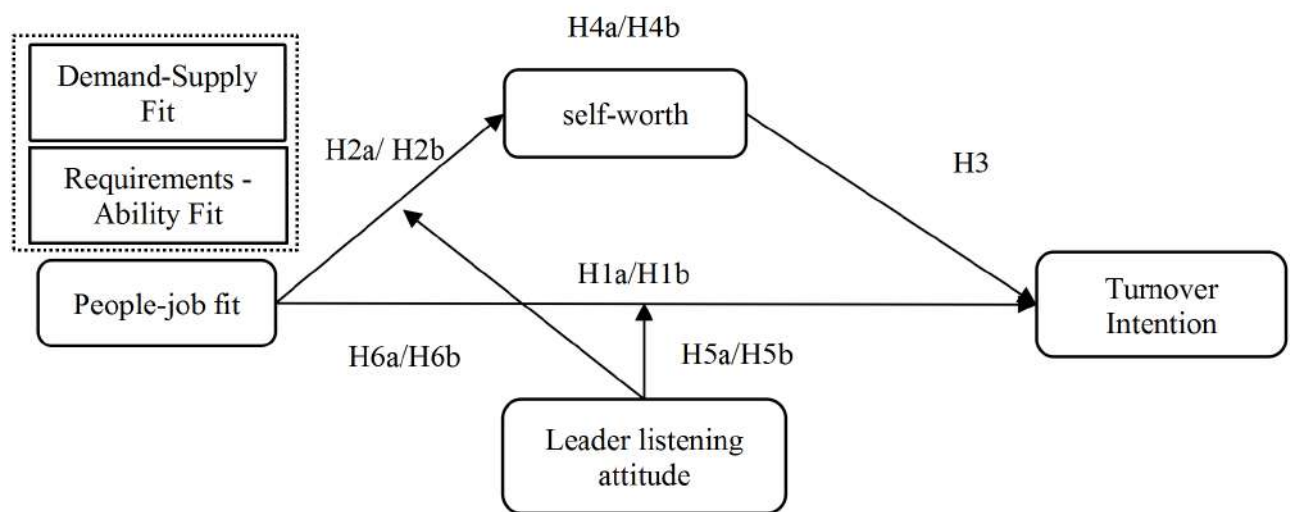 H4a/H4b
Demand-Supply
Fit
self-worth
H2a/ H2b
Requirements -
Ability Fit
H3
People-job fit
H1a/H1b
Turnover
Intention
H6a/H6b
H5a/H5b
Leader listening
attitude